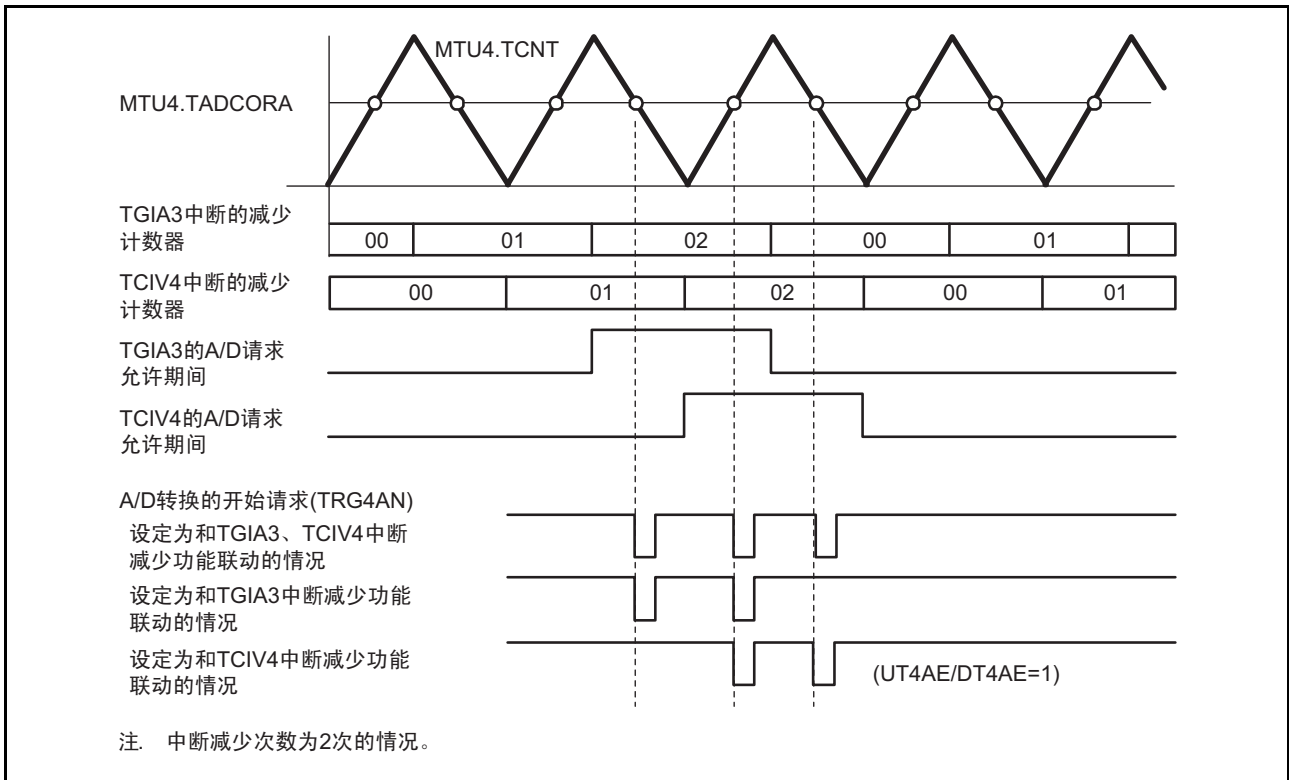 MTU4.TCNT
MTU4.TADCORA
TGIA3中断的减少
计数器
00 01 02 00 01
TCIV4中断的减少
计数器
00 01 02 00 01
TGIA3的A/D请求
允许期间
TCIV4的A/D请求
允许期间
A/D转换的开始请求(TRG4AN)
设定为和TGIA3、TCIV4中断
减少功能联动的情况
设定为和TGIA3中断减少功能
联动的情况
设定为和TCIV4中断减少功能
联动的情况
(UT4AE/DT4AE=1)
注. 中断减少次数为2次的情况。